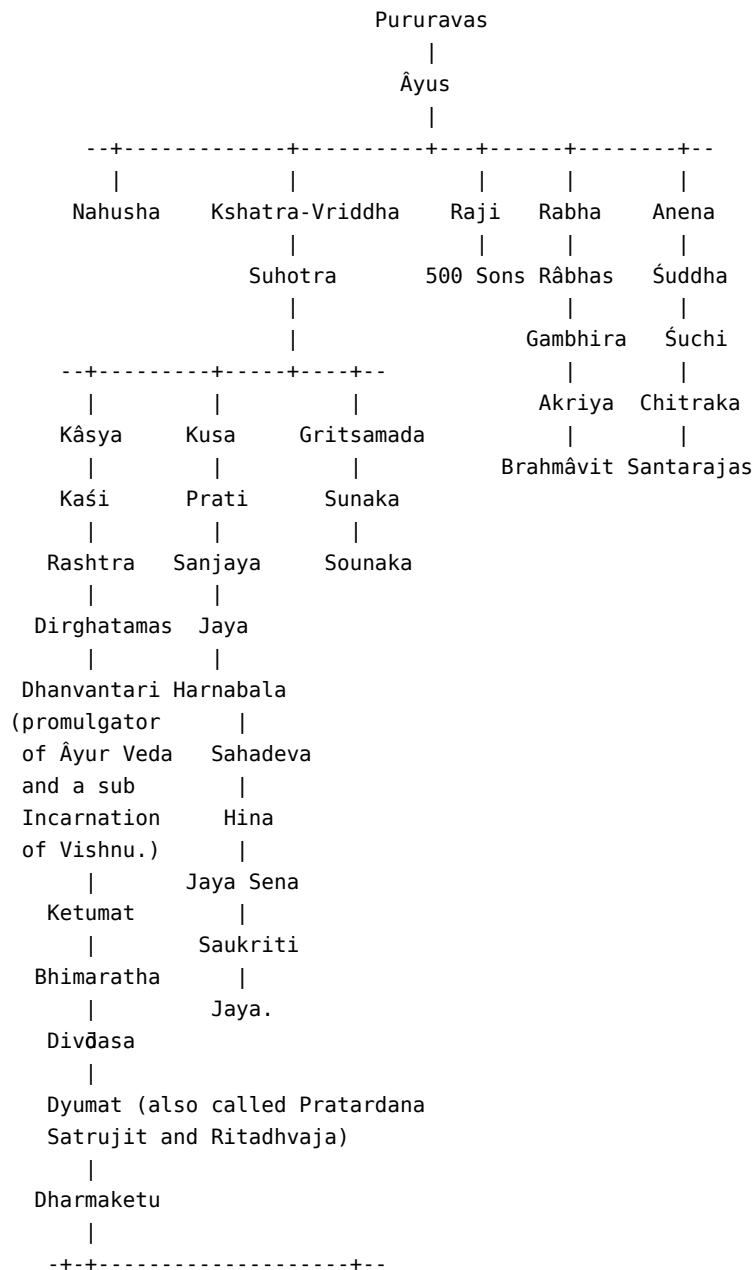 Pururavas
|
Âyus
|
--+-------------+----------+---+------+--------+--
| | | | |
Nahusha Kshatra-Vriddha Raji Rabha Anena
| | | |
Suhotra 500 Sons Râbhas Śuddha
| | |
| Gambhira Śuchi
--+---------+-----+----+-- | |
| | | Akriya Chitraka
Kâsya Kusa Gritsamada | |
| | | Brahmâvit Santarajas
Kaśi Prati Sunaka
| | |
Rashtra Sanjaya Sounaka
| |
Dirghatamas Jaya
| |
Dhanvantari Harnabala
(promulgator |
of Âyur Veda Sahadeva
and a sub |
Incarnation Hina
of Vishnu.) |
| Jaya Sena
Ketumat |
| Saukriti
Bhimaratha |
| Jaya.
Divōdasa
|
Dyumat (also called Pratardana
Satrujit and Ritadhvaja)
|
Dharmaketu
|
-+-+--------------------+--